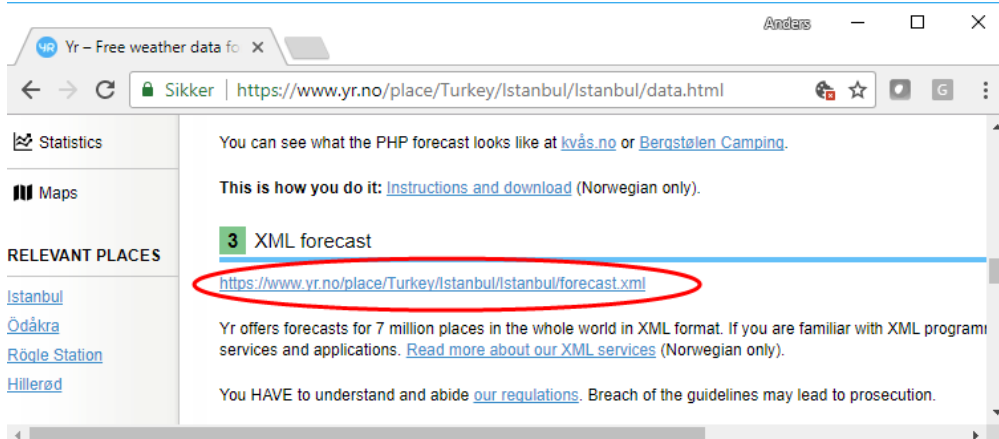 Anders
Yr – Free weather data fo
Sikker | https://www.yr.no/place/Turkey/Istanbul/Istanbul/data.html
Statistics
Maps
RELEVANT PLACES
Istanbul
Ödåkra
Rögle Station
Hillerød
You can see what the PHP forecast looks like at kvås.no or Bergstølen Camping.
This is how you do it: Instructions and download (Norwegian only).
3 XML forecast
https://www.yr.no/place/Turkey/Istanbul/Istanbul/forecast.xml
Yr offers forecasts for 7 million places in the whole world in XML format. If you are familiar with XML programm
services and applications. Read more about our XML services (Norwegian only).
You HAVE to understand and abide our regulations. Breach of the guidelines may lead to prosecution.